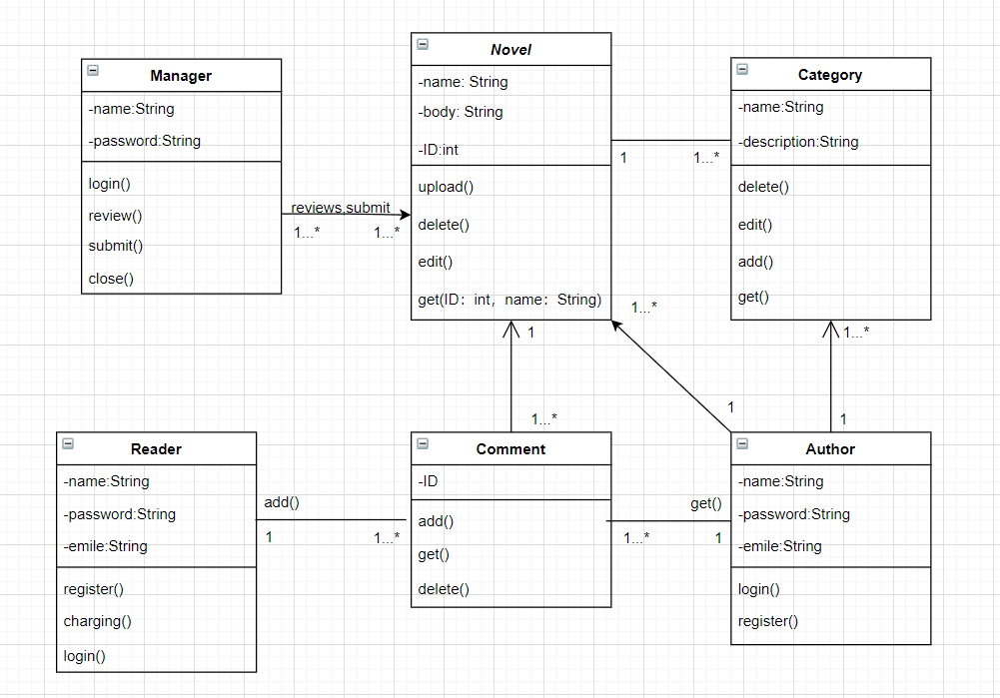 Manager
-name:String
-password:String
login()
review()
submit()
close()
reviews,submit
1...*
1...*
Novel
-name: String
-body: String
-ID:int
upload()
delete()
edit()
get(ID：int，name：String)
1
1...*
Category
-name:String
-description:String
delete()
edit()
add()
get()
1...*
1
1...*
1
1...*
1
Reader
-name:String
-password:String
-emile:String
register()
charging()
login()
add()
1
1...*
Comment
-ID
add()
get()
delete()
get()
1...*
1
Author
-name:String
-password:String
-emile:String
login()
register()